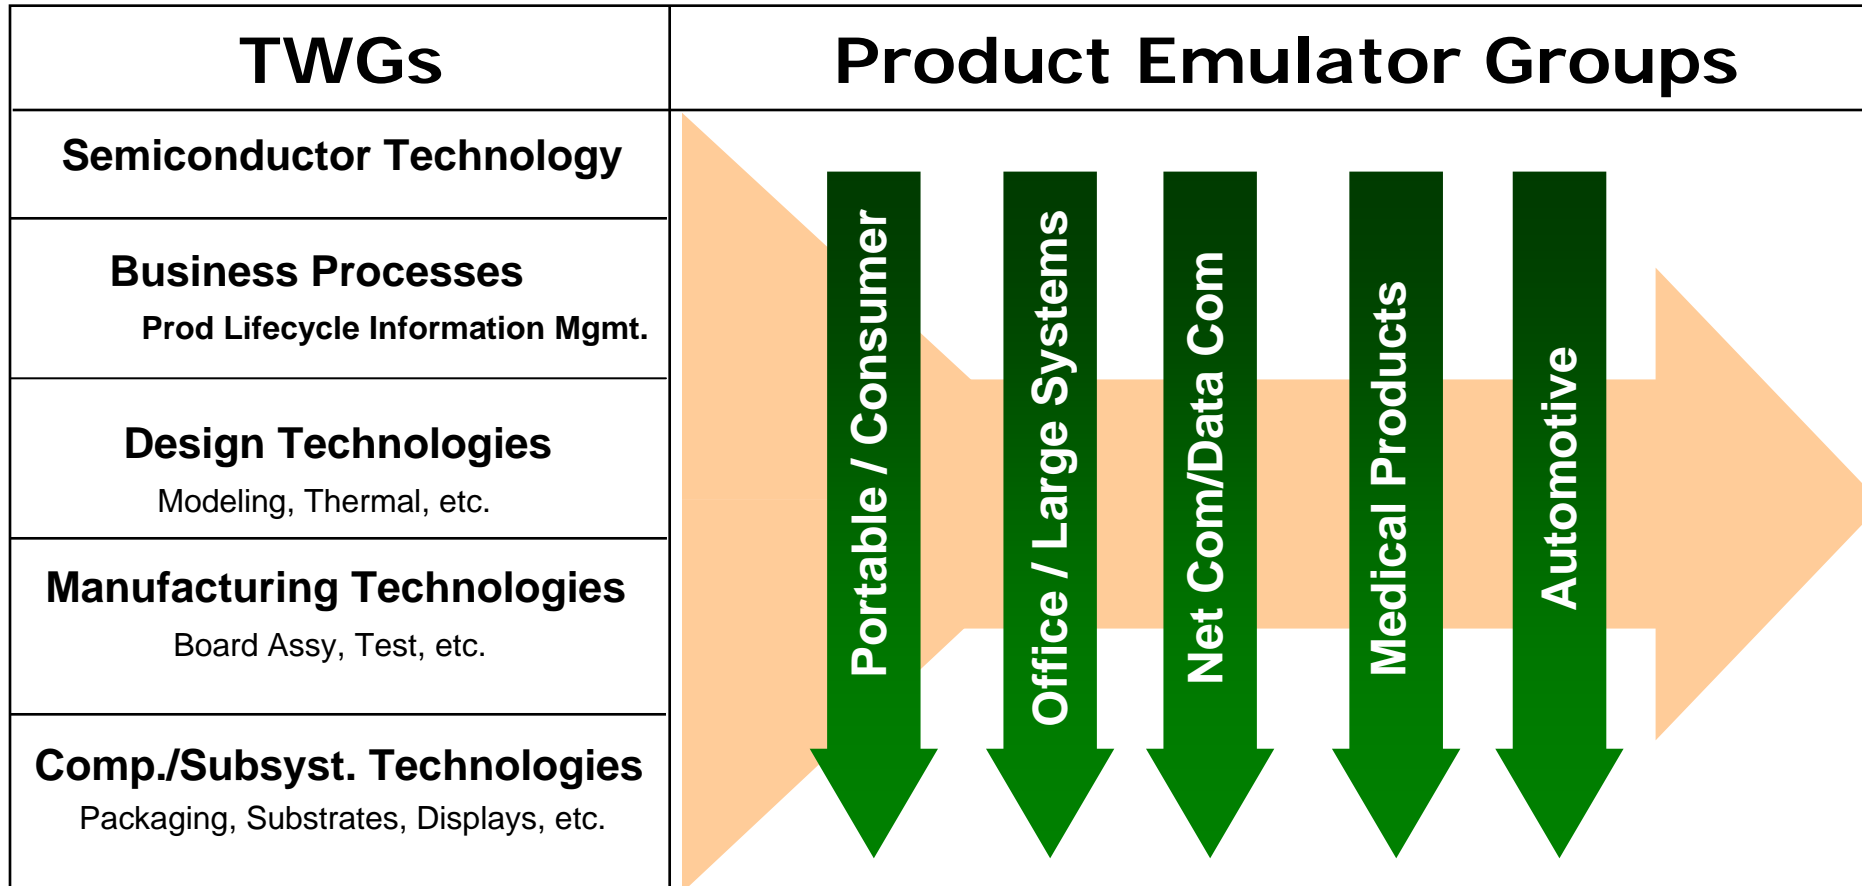 TWGs
Product Emulator Groups
Semiconductor Technology
Business Processes
Prod Lifecycle Information Mgmt.
Design Technologies
Modeling, Thermal, etc.
Manufacturing Technologies
Board Assy, Test, etc.
Comp./Subsyst. Technologies
Packaging, Substrates, Displays, etc.
Portable / Consumer
Office / Large Systems
Net Com/Data Com
Medical Products
Automotive